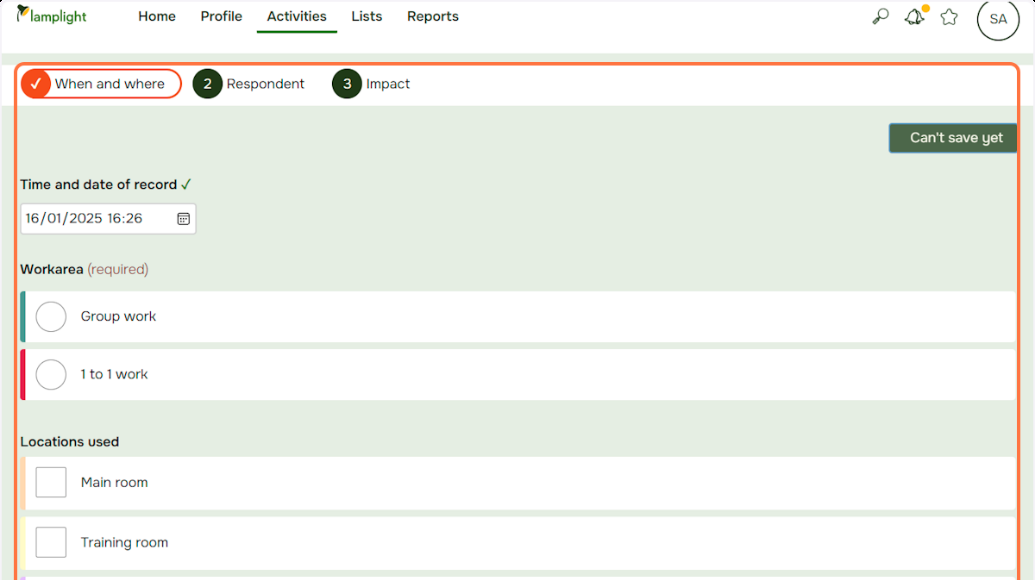 lamplight Home Profile Activities Lists Reports SA
When and where 2 Respondent 3 Impact
Can't save yet
Time and date of record ✓
16/01/2025 16:26
Workarea (required)
Group work
1 to 1 work
Locations used
Main room
Training room